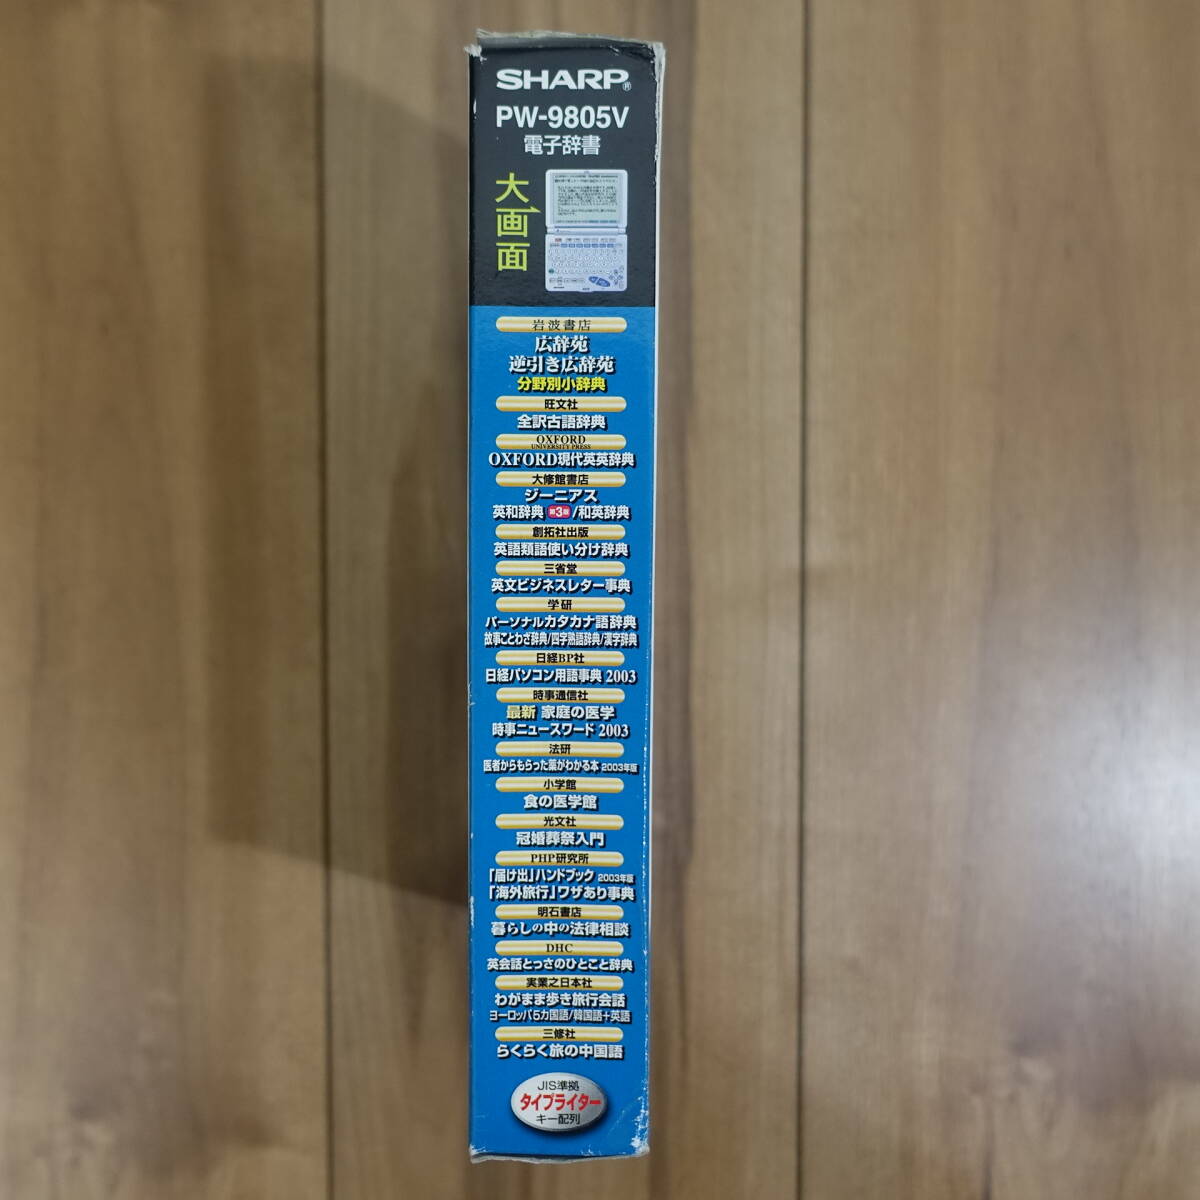 SHARP®
PW-9805V
電子辞書
大画面
岩波書店
広辞苑
逆引き広辞苑
分野別小辞典
旺文社
全訳古語辞典
OXFORD
UNIVERSITY PRESS
OXFORD現代英英辞典
大修館書店
ジーニアス
英和辞典 第3版/和英辞典
創拓社出版
英語類語使い分け辞典
三省堂
英文ビジネスレター事典
学研
パーソナルカタカナ語辞典
故事ことわざ辞典/四字熟語辞典/漢字辞典
日経BP社
日経パソコン用語事典 2003
時事通信社
最新 家庭の医学
時事ニュースワード 2003
法研
医者からもらった薬がわかる本 2003年版
小学館
食の医学館
光文社
冠婚葬祭入門
PHP研究所
「届け出」ハンドブック 2003年版
「海外旅行」ワザあり事典
明石書店
暮らしの中の法律相談
DHC
英会話とっさのひとこと辞典
実業之日本社
わがまま歩き旅行会話
ヨーロッパ5カ国語/韓国語+英語
三修社
らくらく旅の中国語
JIS準拠
タイプライター
キー配列